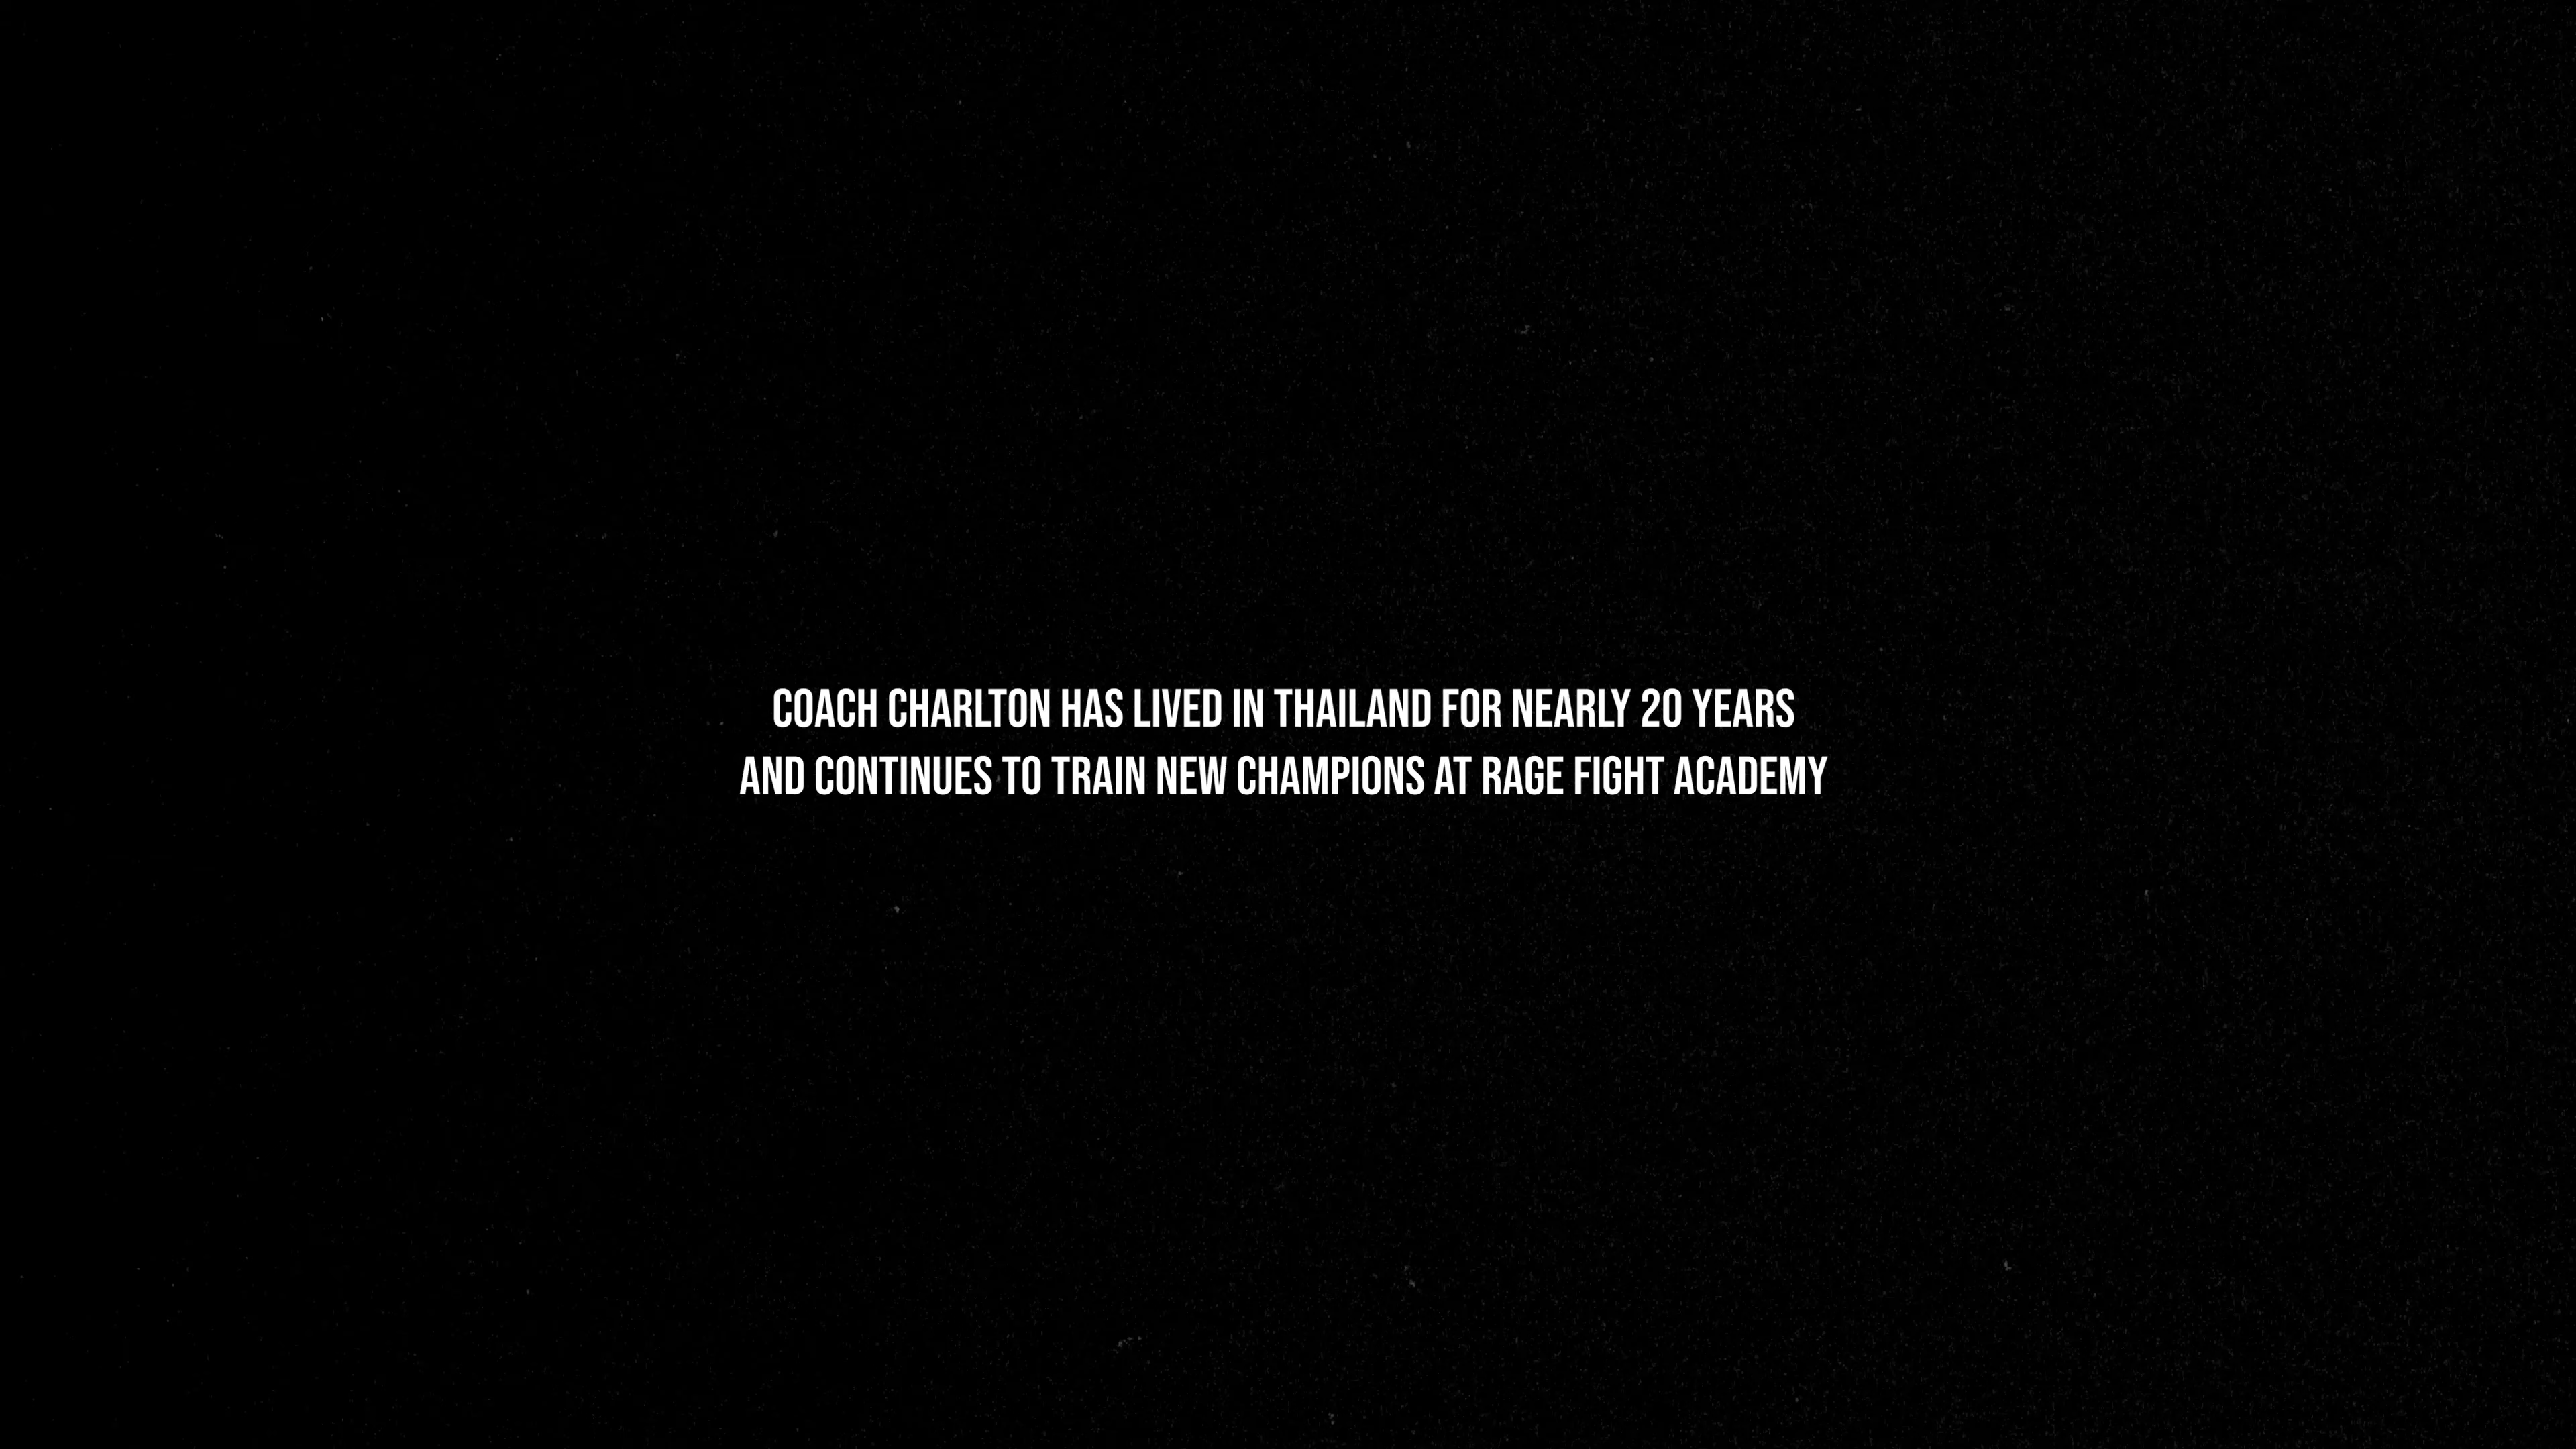 COACH CHARLTON HAS LIVED IN THAILAND FOR NEARLY 20 YEARS
AND CONTINUES TO TRAIN NEW CHAMPIONS AT RAGE FIGHT ACADEMY